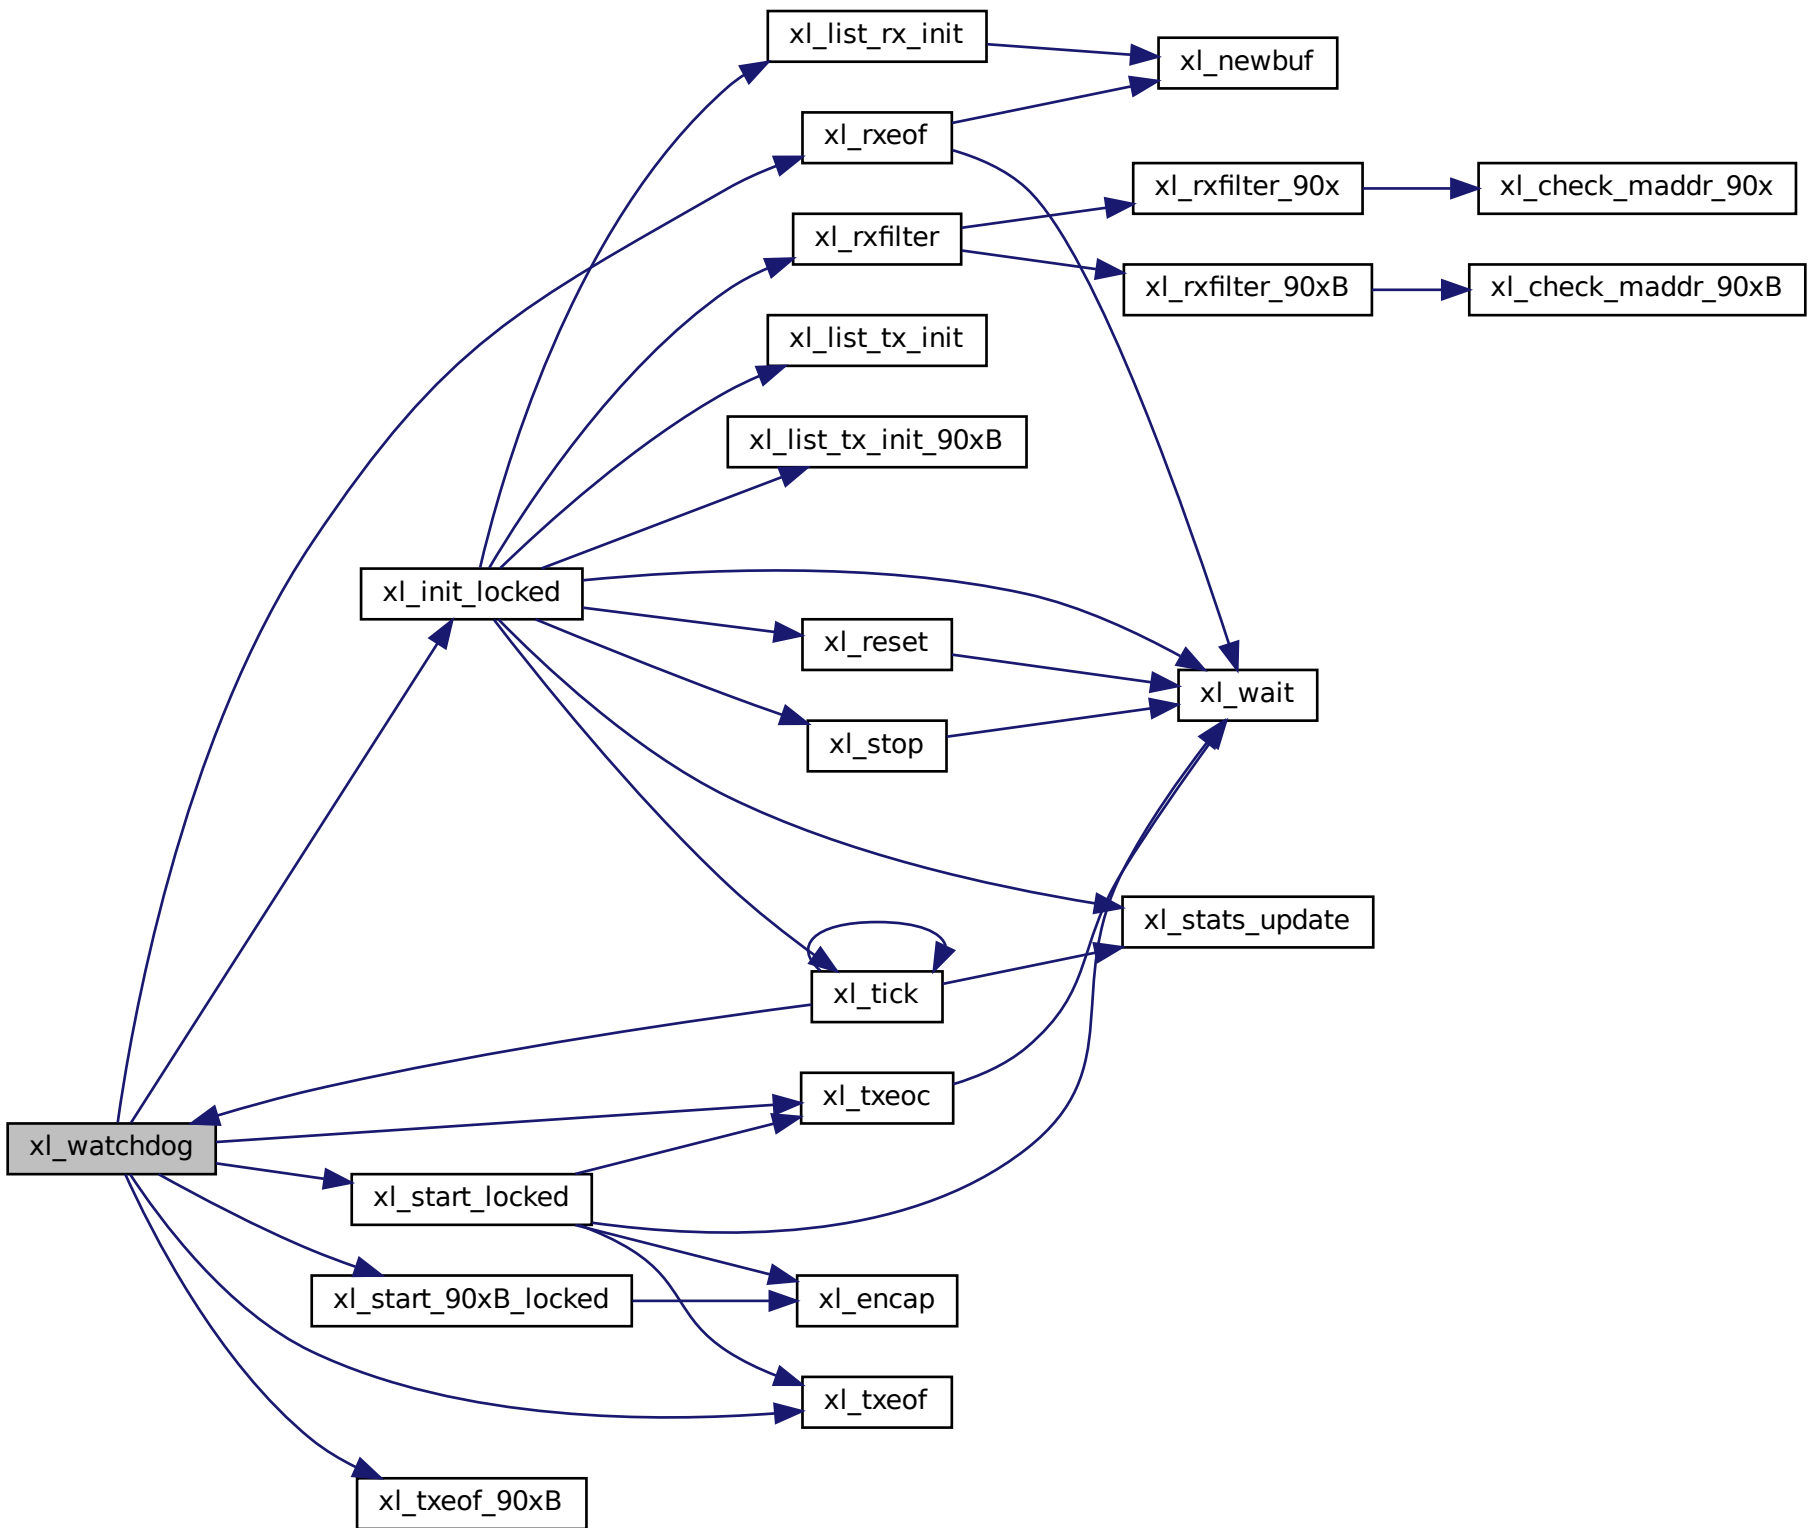 xl_list_rx_init
xl_newbuf
xl_rxeof
xl_rxfilter_90x
xl_check_maddr_90x
xl_rxfilter
xl_rxfilter_90xB
xl_check_maddr_90xB
xl_list_tx_init
xl_list_tx_init_90xB
xl_init_locked
xl_reset
xl_wait
xl_stop
xl_stats_update
xl_tick
xl_txeoc
xl_watchdog
xl_start_locked
xl_start_90xB_locked
xl_encap
xl_txeof
xl_txeof_90xB